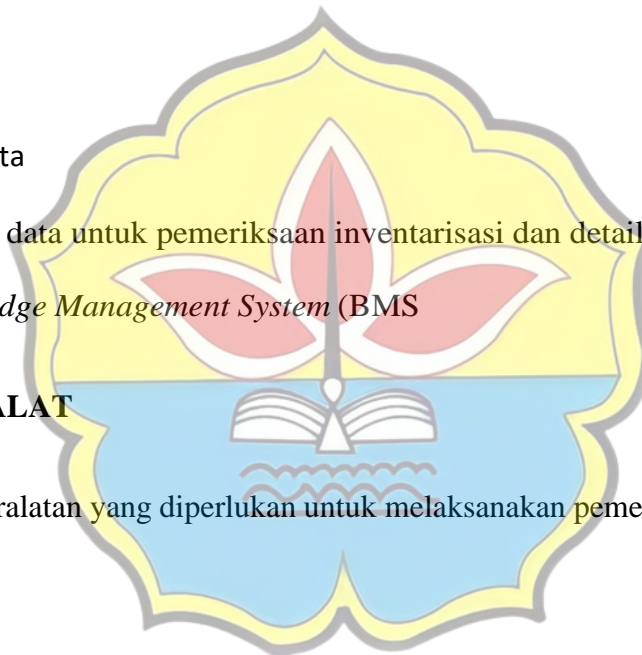 ta
data untuk pemeriksaan inventarisasi dan detail
dge Management System (BMS
ALAT
ralatan yang diperlukan untuk melaksanakan peme